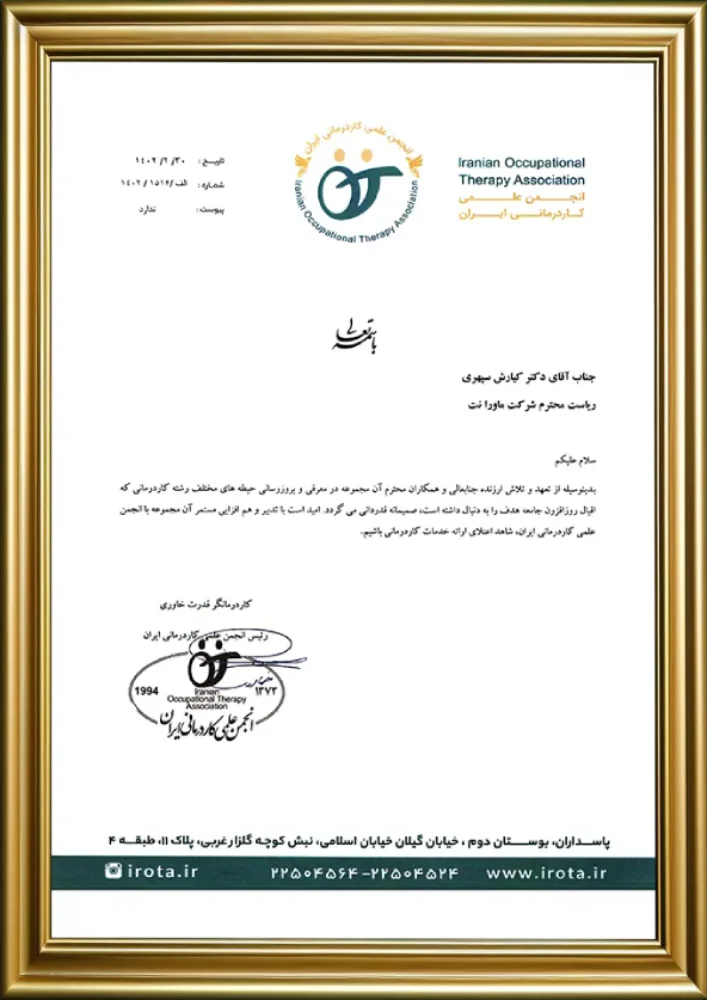 تاریخ : ۱۴۰۲/۲/۳۰
شماره : الف /۱۵۱۶/ ۱۴۰۲
پیوست : ندارد
انجمن علمی کاردرمانی ایران
Iranian Occupational Therapy Association
Iranian Occupational
Therapy Association
انجمن علمی
کاردرمانی ایران
باسمه تعالی
جناب آقای دکتر کیارش سپهری
ریاست محترم شرکت ماورا نت
سلام علیکم
بدینوسیله از تعهد و تلاش ارزنده جنابعالی و همکاران محترم آن مجموعه در معرفی و بروزرسانی حیطه های مختلف رشته کاردرمانی که
اقبال روزافزون جامعه هدف را به دنبال داشته است، صمیمانه قدردانی می گردد. امید است با تدبیر و هم افزایی مستمر آن مجموعه با انجمن
علمی کاردرمانی ایران، شاهد اعتلای ارائه خدمات کاردرمانی باشیم.
کاردرمانگر قدرت خاوری
رئیس انجمن علمی کاردرمانی ایران
1994
۱۳۷۳
Iranian
Occupational Therapy
Association
انجمن علمی کاردرمانی ایران
پاسداران، بوستان دوم ، خیابان گیلان خیابان اسلامی، نبش کوچه گلزار غربی، پلاک ۱۱، طبقه ۴
irota.ir
۲۲۵۰۴۵۶۴-۲۲۵۰۴۵۲۴
www.irota.ir